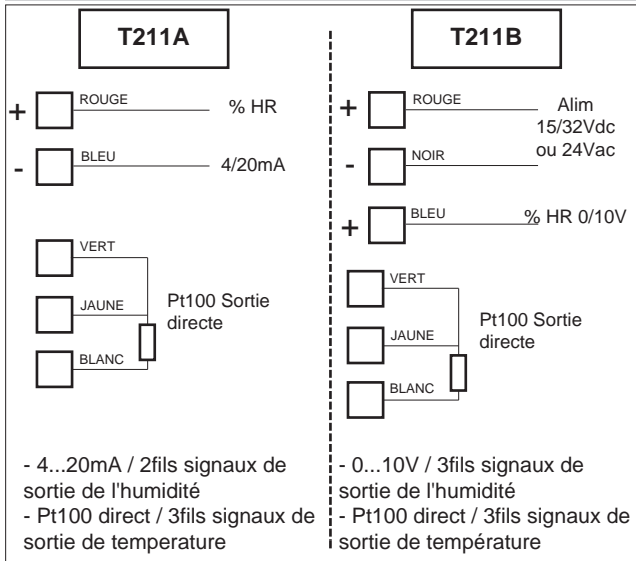 T211A
+ ROUGE % HR
- BLEU 4/20mA
VERT
JAUNE
BLANC
Pt100 Sortie
directe
- 4...20mA / 2fils signaux de
sortie de l'humidité
- Pt100 direct / 3fils signaux de
sortie de temperature
T211B
+ ROUGE
- NOIR
Alim
15/32Vdc
ou 24Vac
+ BLEU % HR 0/10V
VERT
JAUNE
BLANC
Pt100 Sortie
directe
- 0...10V / 3fils signaux de
sortie de l'humidité
- Pt100 direct / 3fils signaux de
sortie de température